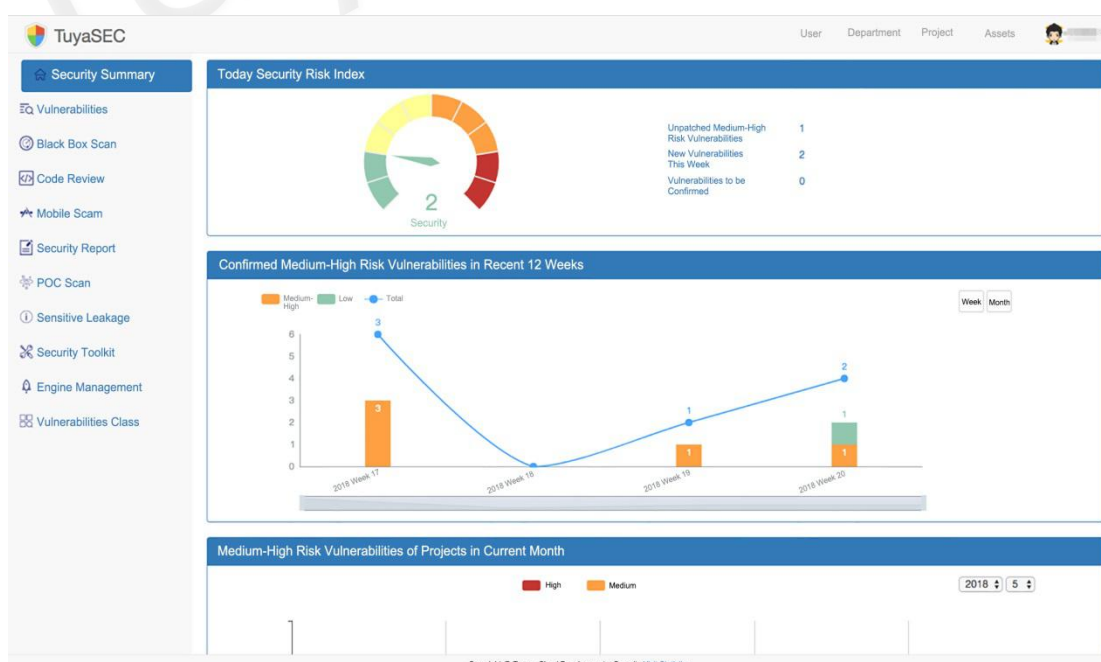 TuyaSEC
User
Department
Project
Assets
Security Summary
Vulnerabilities
Black Box Scan
Code Review
Mobile Scam
Security Report
POC Scan
Sensitive Leakage
Security Toolkit
Engine Management
Vulnerabilities Class
Today Security Risk Index
2
Security
Unpatched Medium-High
Risk Vulnerabilities
1
New Vulnerabilities
This Week
2
Vulnerabilities to be
Confirmed
0
Confirmed Medium-High Risk Vulnerabilities in Recent 12 Weeks
Medium-
High
Low
Total
Week
Month
6
5
4
3
2
1
0
3
3
1
1
2
1
1
2018 Week 17
2018 Week 18
2018 Week 19
2018 Week 20
Medium-High Risk Vulnerabilities of Projects in Current Month
High
Medium
2018
5